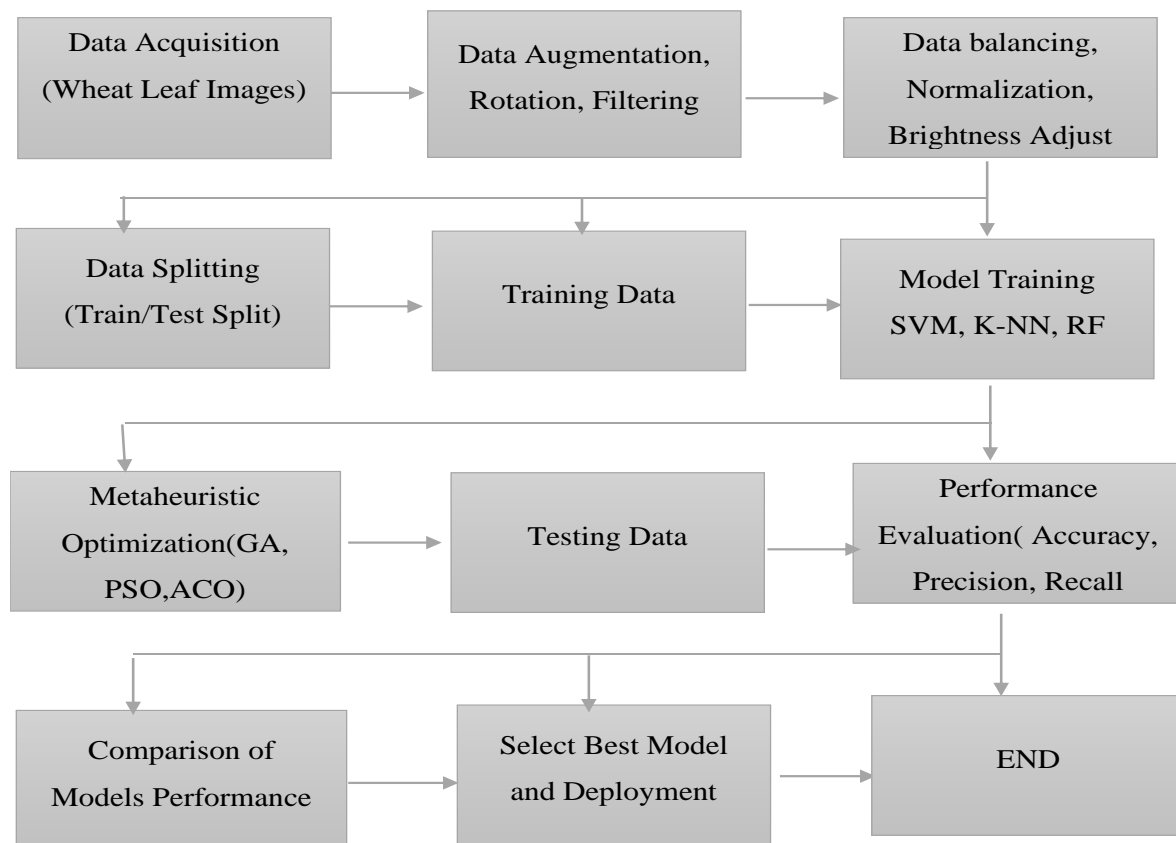 Data Acquisition
(Wheat Leaf Images)
Data Augmentation,
Rotation, Filtering
Data balancing,
Normalization,
Brightness Adjust
Data Splitting
(Train/Test Split)
Training Data
Model Training
SVM, K-NN, RF
Metaheuristic
Optimization(GA,
PSO,ACO)
Testing Data
Performance
Evaluation( Accuracy,
Precision, Recall
Comparison of
Models Performance
Select Best Model
and Deployment
END